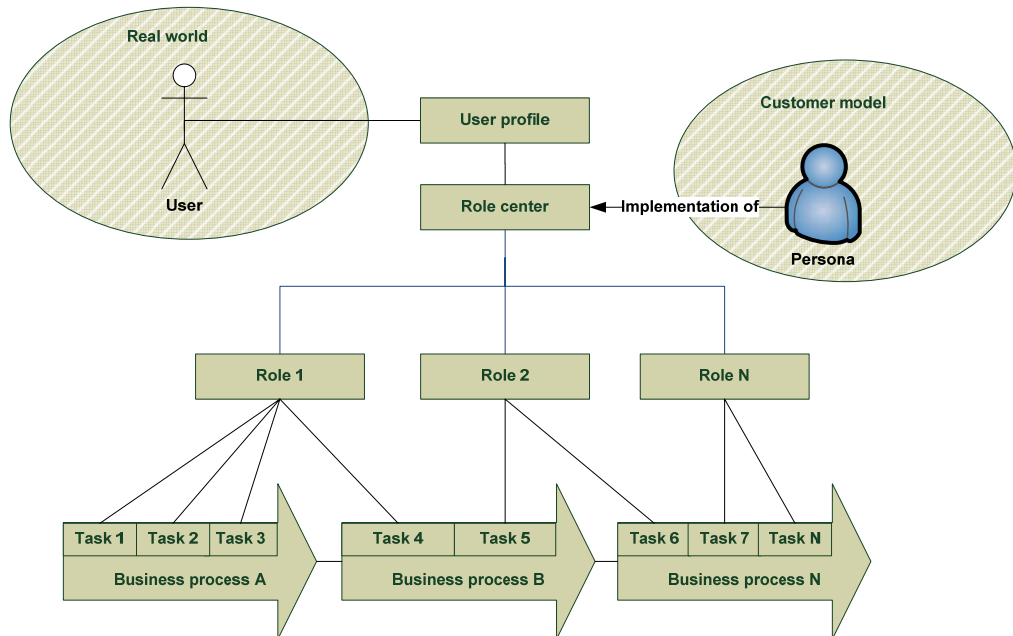 Real world
User
User profile
Customer model
Role center
Implementation of
Persona
Role 1
Role 2
Role N
Task 1
Task 2
Task 3
Business process A
Task 4
Task 5
Business process B
Task 6
Task 7
Task N
Business process N